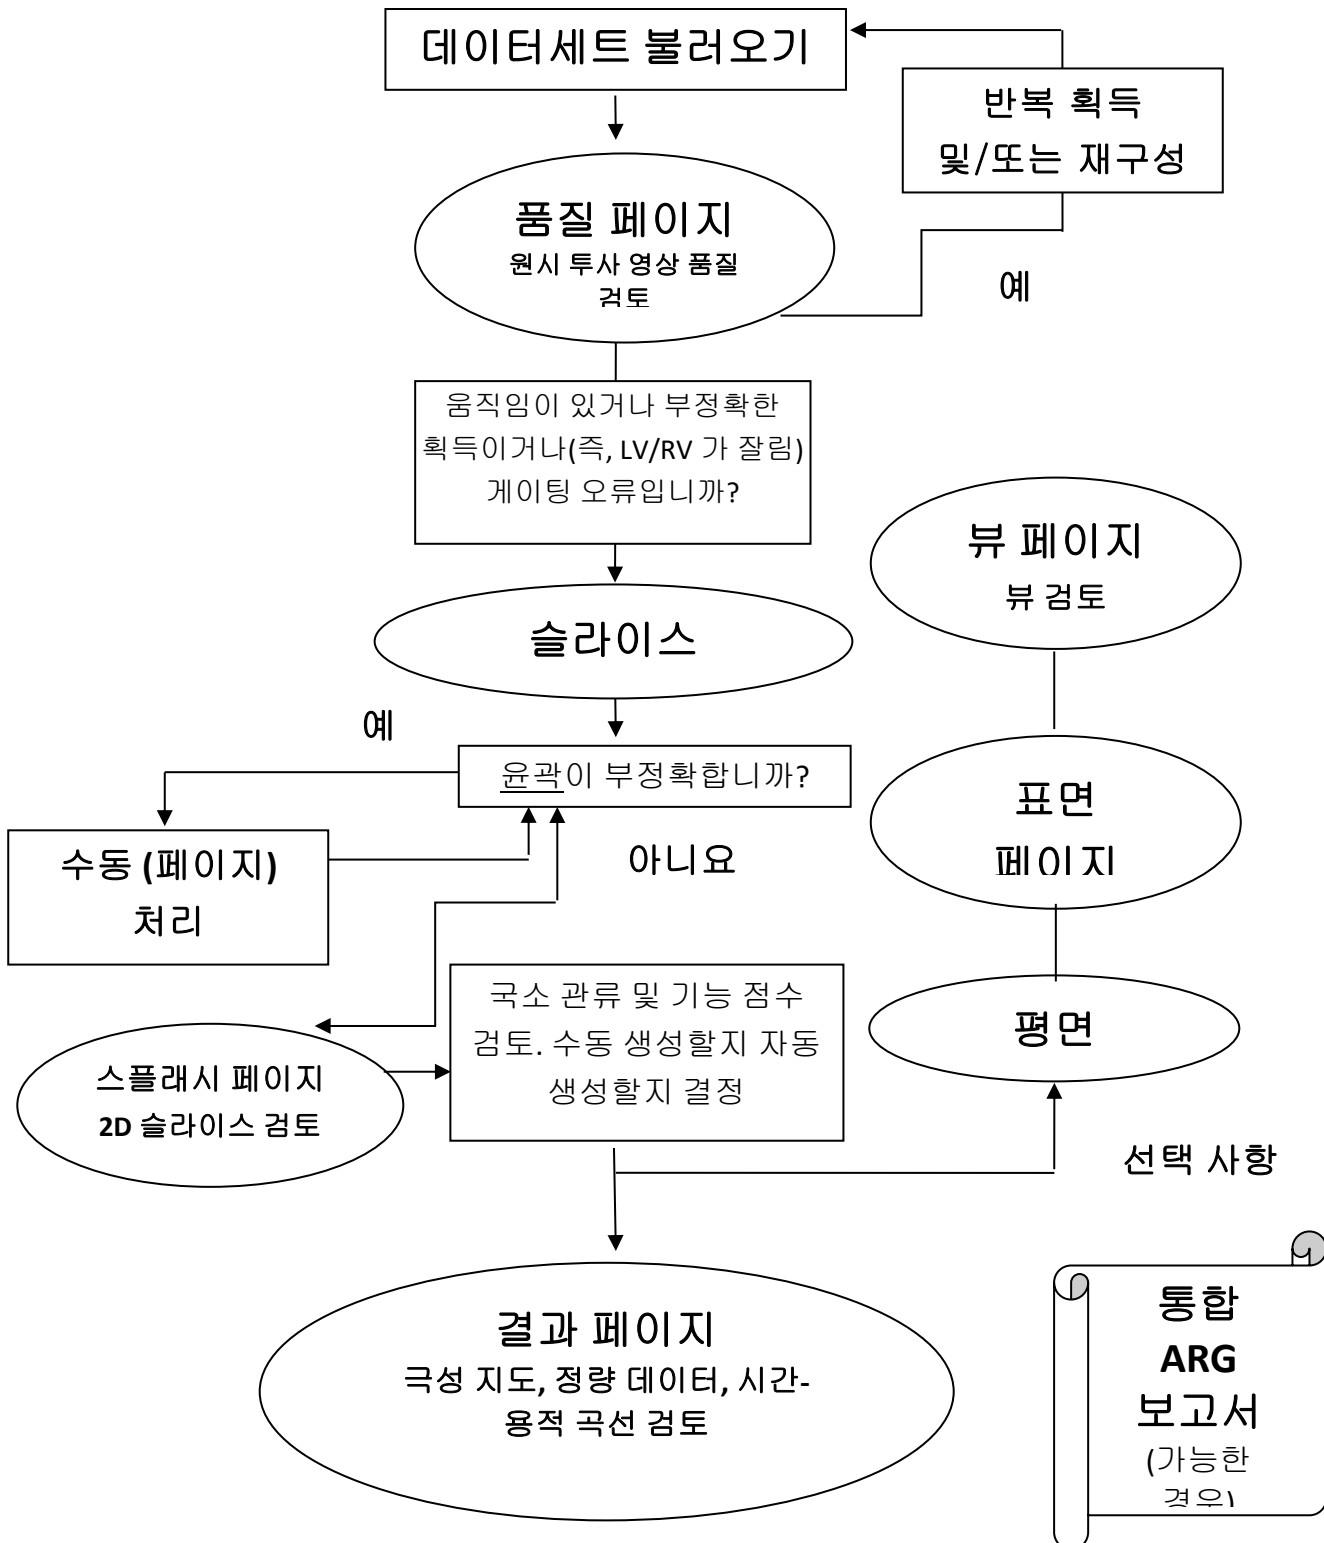 데이터세트 불러오기
반복 획득
및/또는 재구성
품질 페이지
원시 투사 영상 품질
검토
예
움직임이 있거나 부정확한
획득이거나(즉, LV/RV 가 잘림)
게이팅 오류입니까?
뷰 페이지
뷰 검토
슬라이스
예
윤곽이 부정확합니까?
표면
페이지
수동 (페이지)
처리
아니요
국소 관류 및 기능 점수
검토. 수동 생성할지 자동
생성할지 결정
평면
스플래시 페이지
2D 슬라이스 검토
선택 사항
결과 페이지
극성 지도, 정량 데이터, 시간-
용적 곡선 검토
통합
ARG
보고서
(가능한
경우)